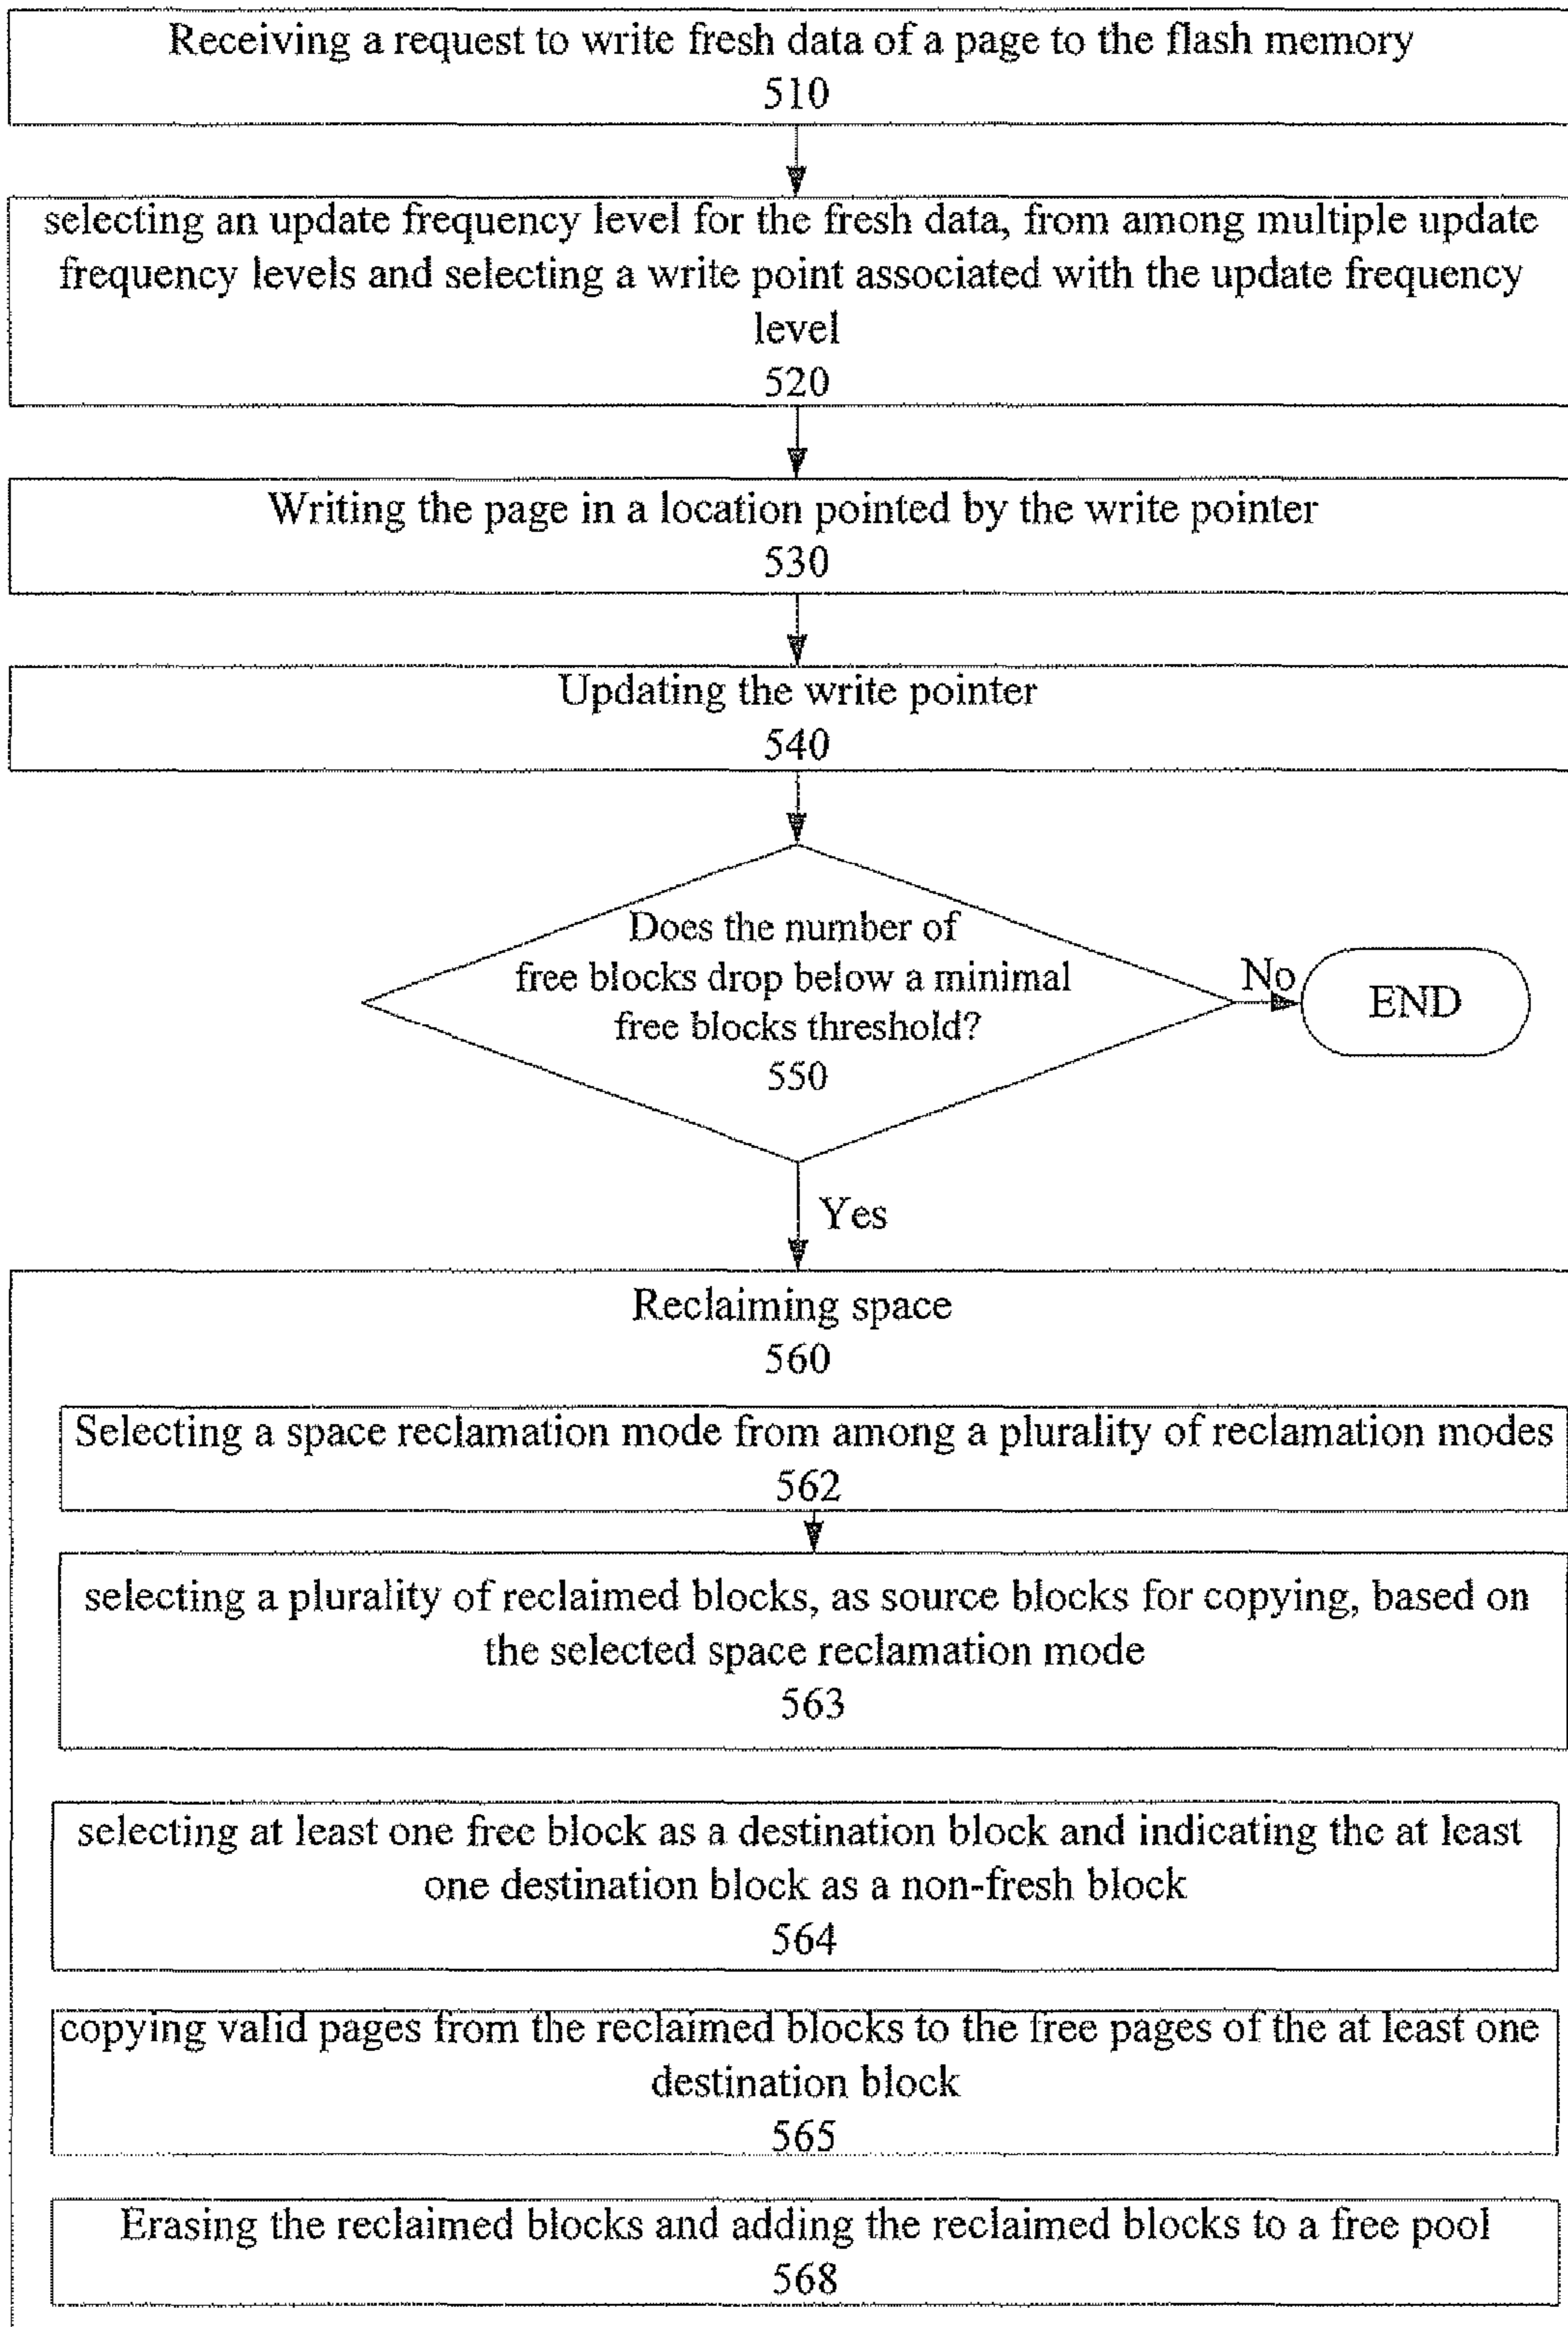 Receiving a request to write fresh data of a page to the flash memory
510
selecting an update frequency level for the fresh data, from among multiple update
frequency levels and selecting a write point associated with the update frequency
level
520
Writing the page in a location pointed by the write pointer
530
Updating the write pointer
540
Does the number of
free blocks drop below a minimal
free blocks threshold?
550
No
END
Yes
Reclaiming space
560
Selecting a space reclamation mode from among a plurality of reclamation modes
562
selecting a plurality of reclaimed blocks, as source blocks for copying, based on
the selected space reclamation mode
563
selecting at least one free block as a destination block and indicating the at least
one destination block as a non-fresh block
564
copying valid pages from the reclaimed blocks to the free pages of the at least one
destination block
565
Erasing the reclaimed blocks and adding the reclaimed blocks to a free pool
568